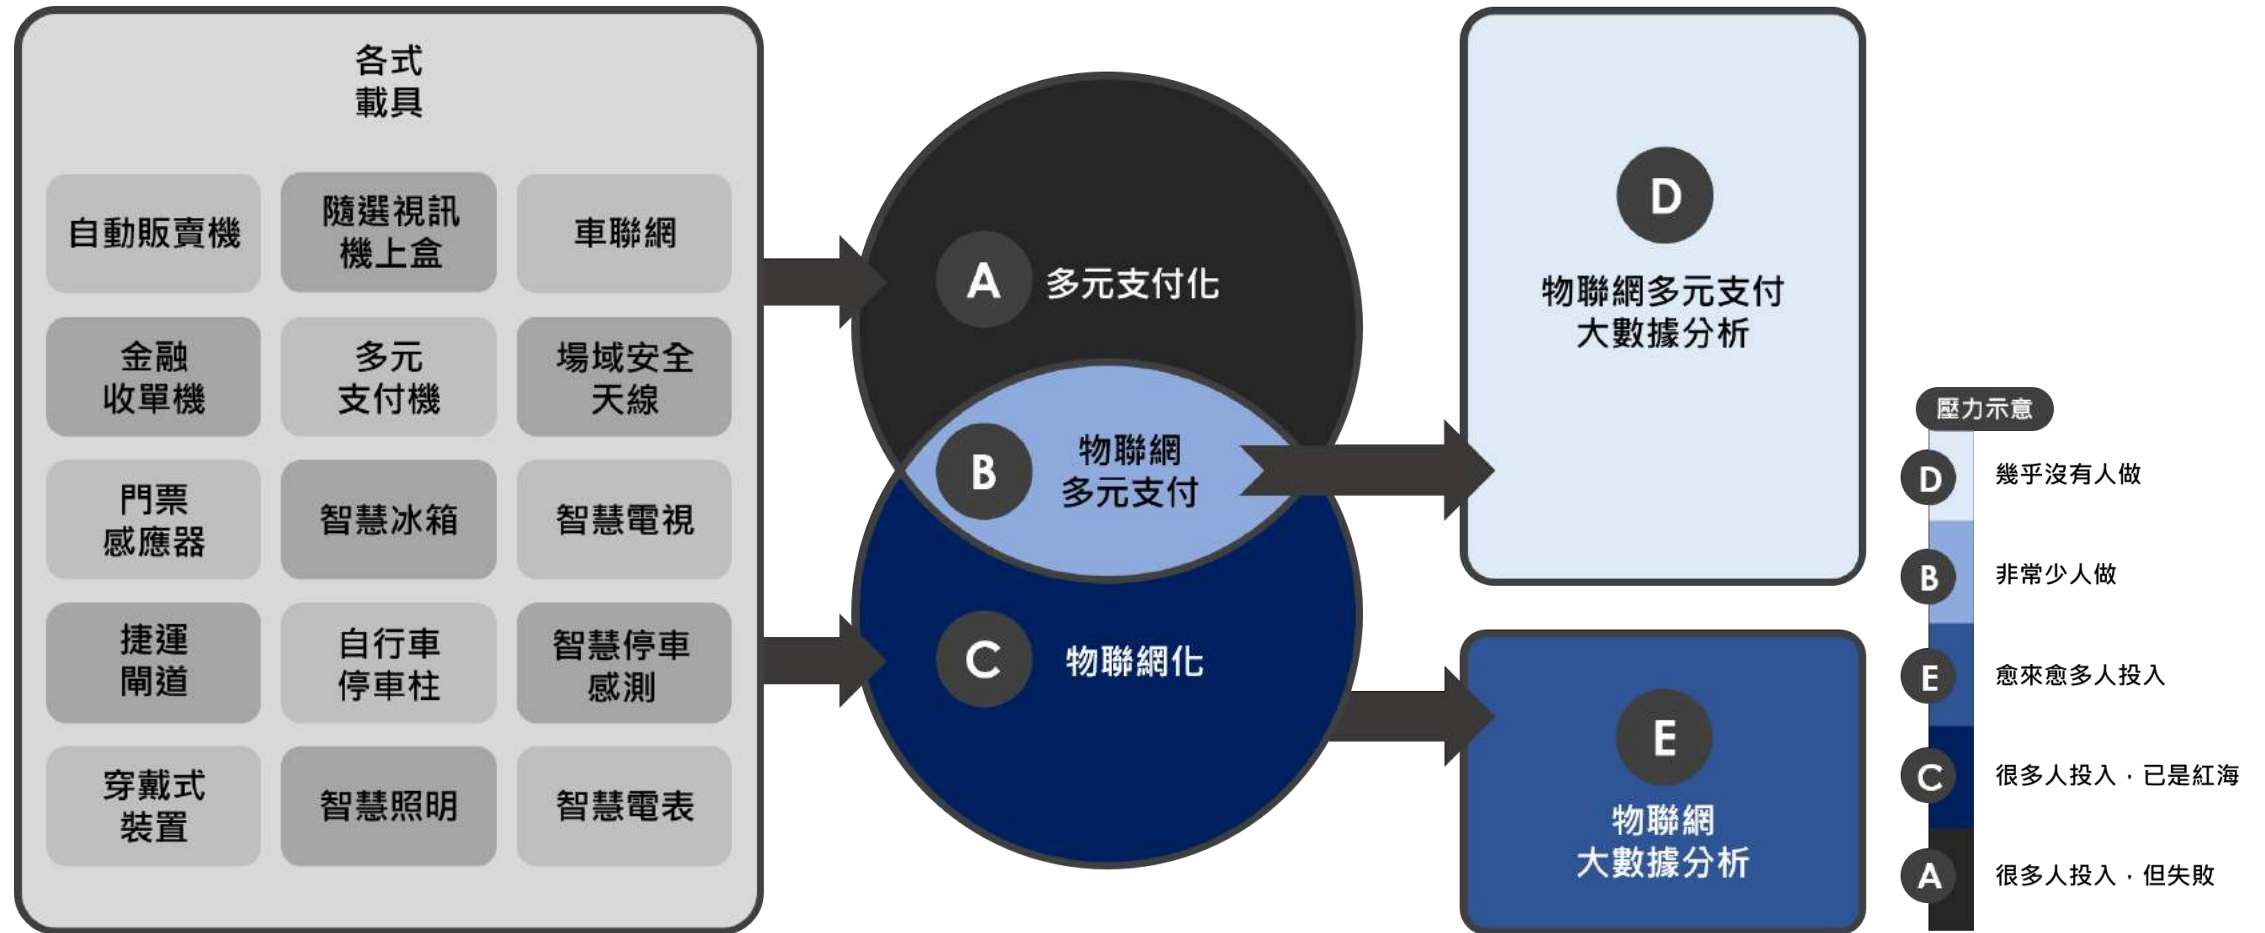 各式
載具
自動販賣機
隨選視訊
機上盒
車聯網
金融
收單機
多元
支付機
場域安全
天線
門票
感應器
智慧冰箱
智慧電視
捷運
閘道
自行車
停車柱
智慧停車
感測
穿戴式
裝置
智慧照明
智慧電表
A
多元支付化
B
物聯網
多元支付
C
物聯網化
D
物聯網多元支付
大數據分析
E
物聯網
大數據分析
壓力示意
D 幾乎沒有人做
B 非常少人做
E 愈來愈多人投入
C 很多人投入，已是紅海
A 很多人投入，但失敗